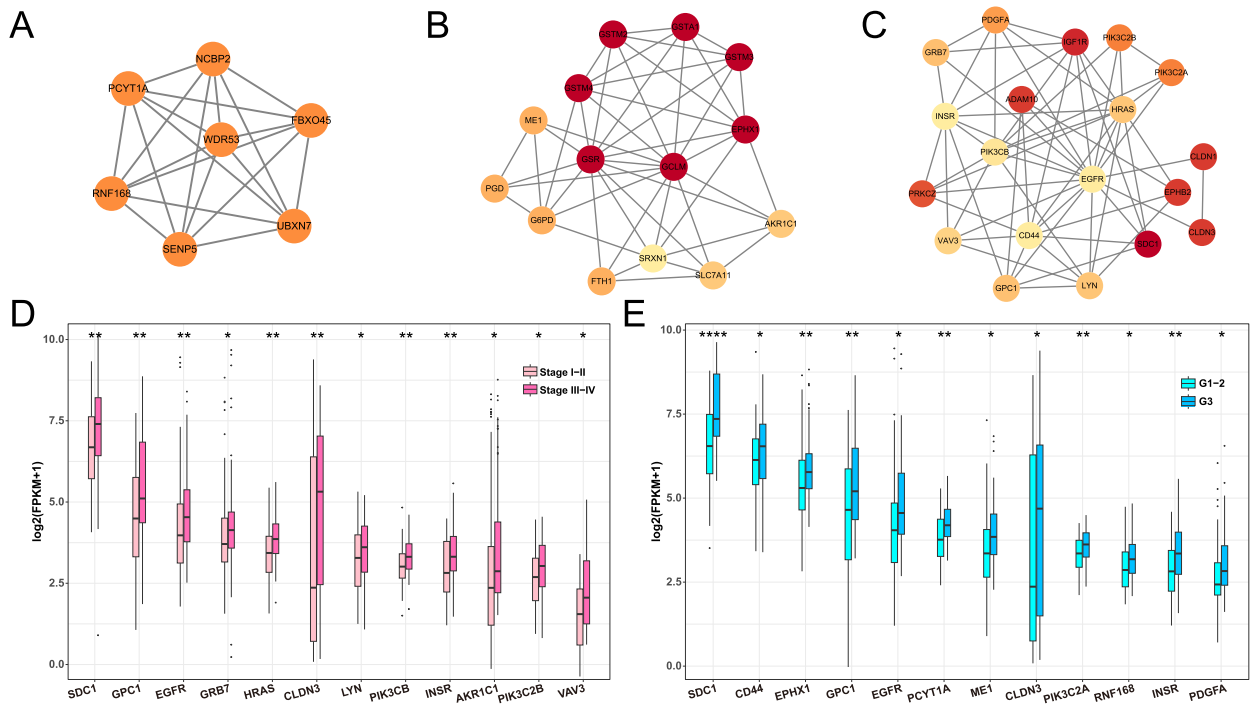 A
NCBP2
PCYT1A
FBXO45
WDR53
RNF168
UBXN7
SENP5
B
GSTA1
GSTM2
GSTM3
GSTM4
ME1
EPHX1
GSR
GCLM
PGD
G6PD
AKR1C1
SRXN1
SLC7A11
FTH1
C
PDGFA
PIK3C2B
IGF1R
GRB7
PIK3C2A
ADAM10
HRAS
INSR
PIK3CB
CLDN1
EGFR
PRKCZ
EPHB2
CLDN3
CD44
VAV3
SDC1
GPC1
LYN
D
10.0
7.5
5.0
2.5
0.0
log2(FPKM+1)
** ** ** * ** ** * ** ** * * *
Stage I−II
Stage III−IV
SDC1 GPC1 EGFR GRB7 HRAS CLDN3 LYN PIK3CB INSR AKR1C1 PIK3C2B VAV3
E
10.0
7.5
5.0
2.5
0.0
log2(FPKM+1)
**** * ** ** * ** * * ** * ** *
G1−2
G3
SDC1 CD44 EPHX1 GPC1 EGFR PCYT1A ME1 CLDN3 PIK3C2A RNF168 INSR PDGFA